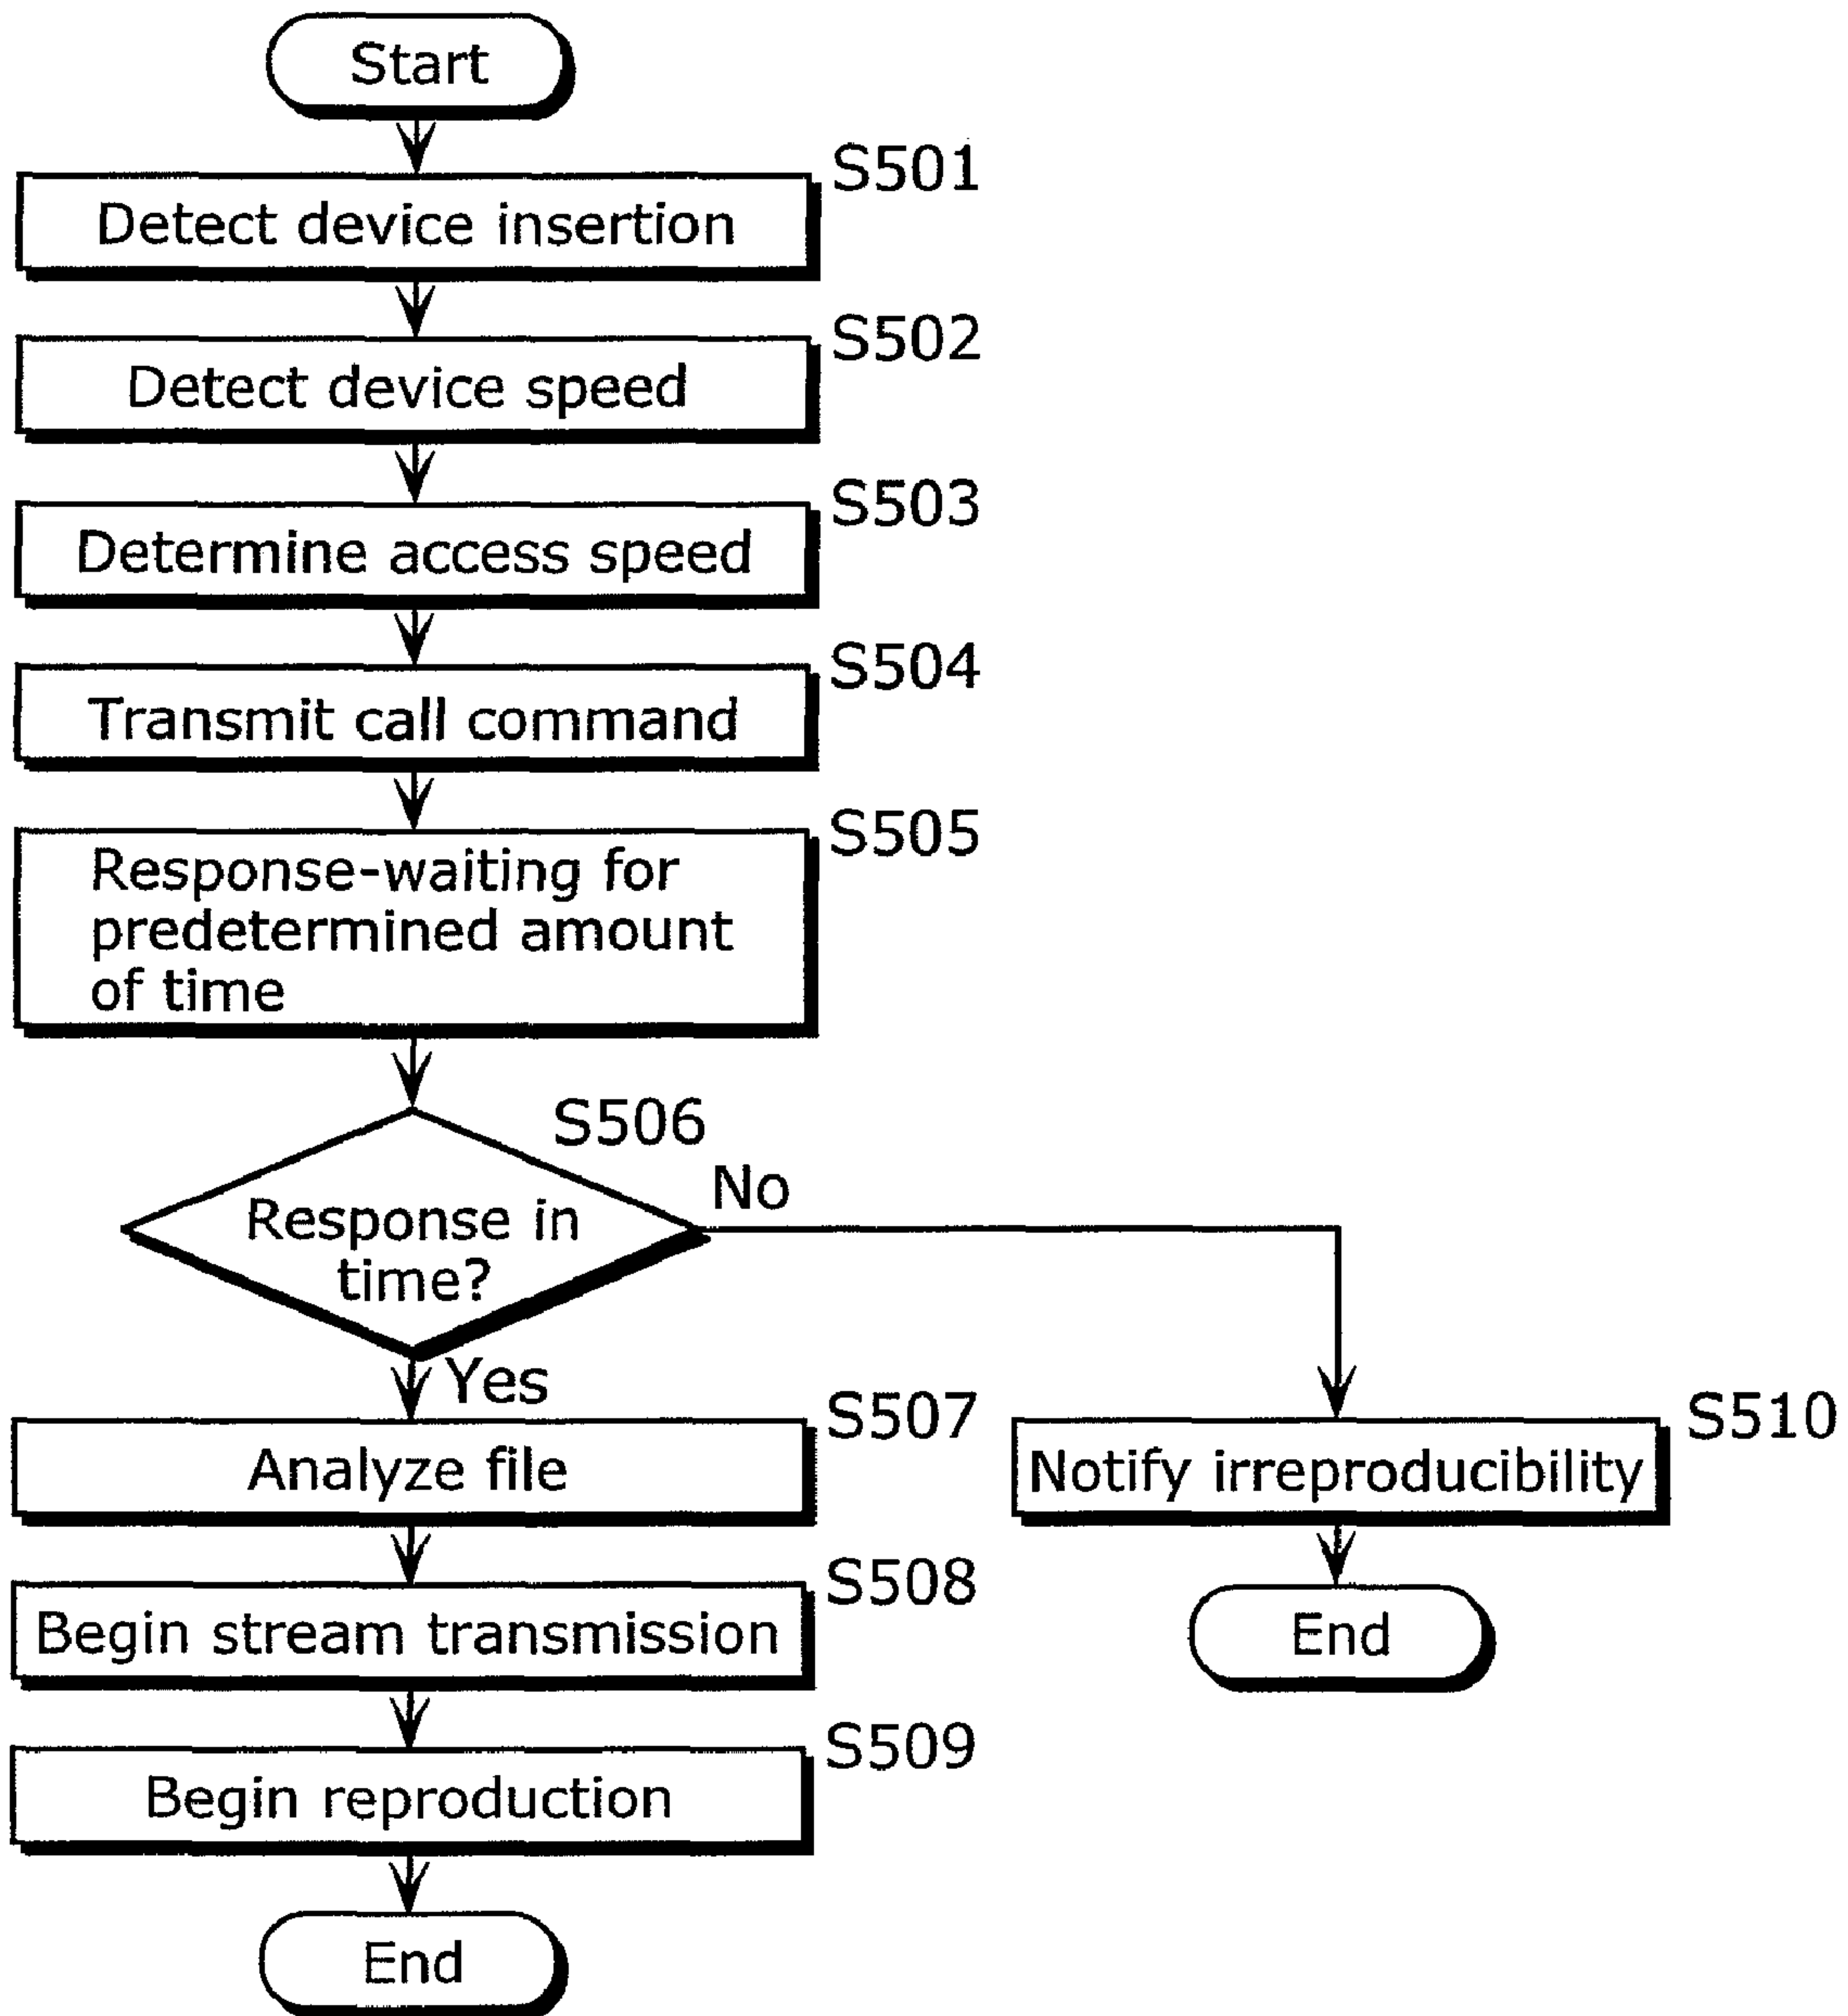 Start
S501
Detect device insertion
S502
Detect device speed
S503
Determine access speed
S504
Transmit call command
S505
Response-waiting for
predetermined amount
of time
S506
Response in
time?
No
Yes
S507
Analyze file
S510
Notify irreproducibility
S508
Begin stream transmission
End
S509
Begin reproduction
End